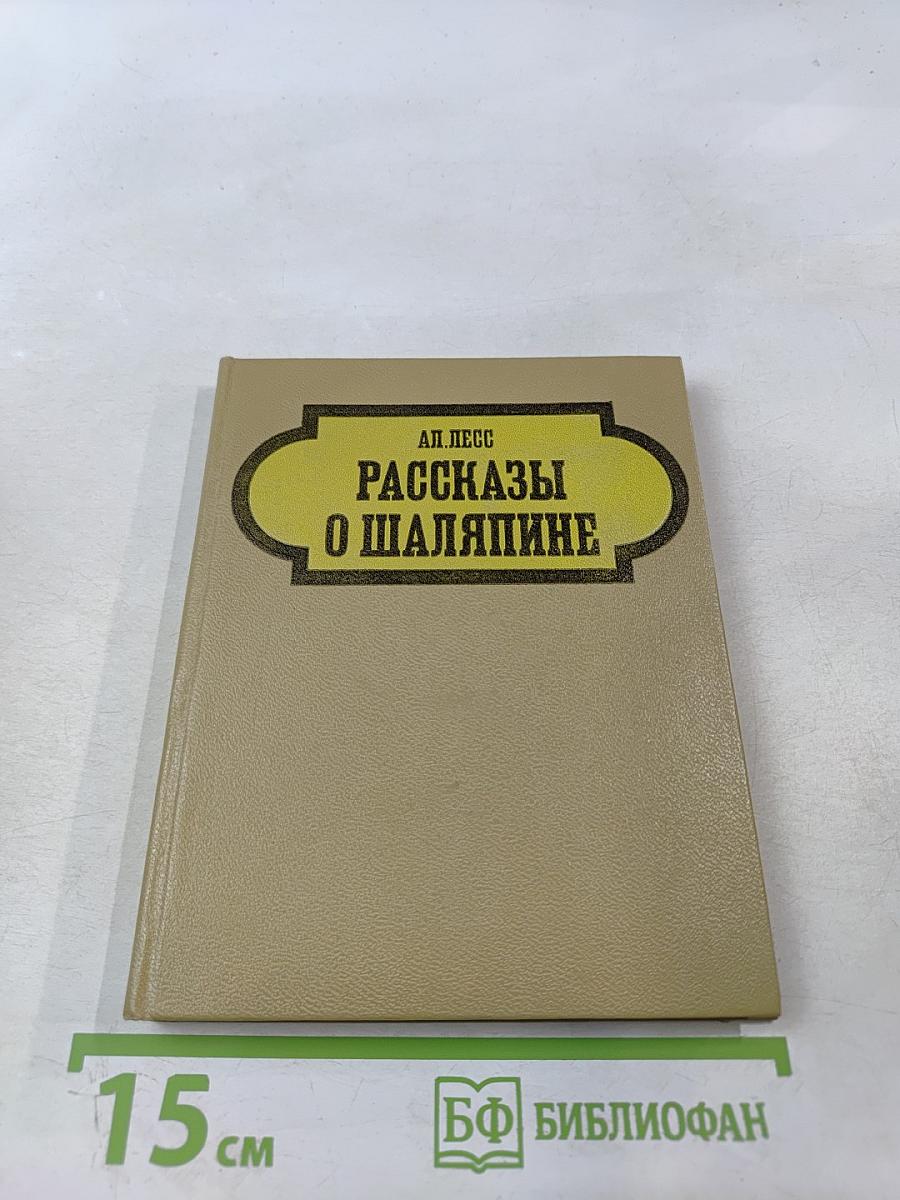 АЛ. ЛЕСС
РАССКАЗЫ
О ШАЛЯПИНЕ
15 см
БФ БИБЛИОФАН